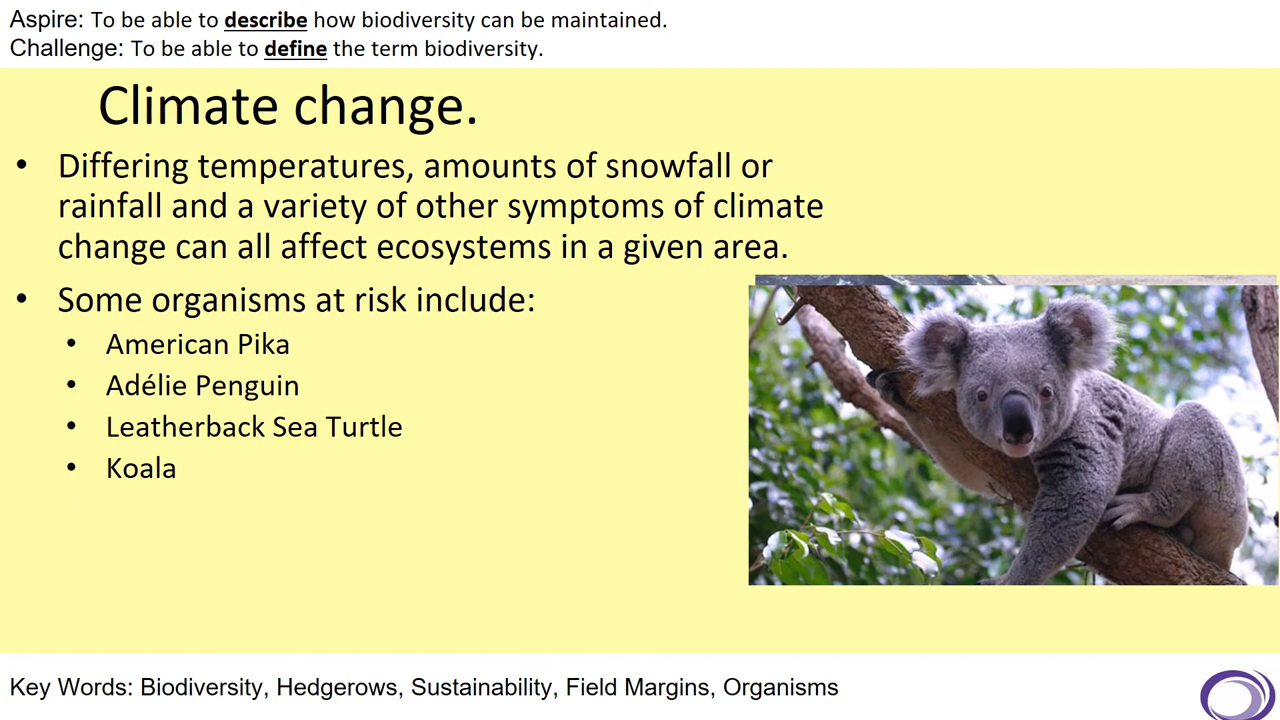 Aspire: To be able to describe how biodiversity can be maintained.
Challenge: To be able to define the term biodiversity.
Climate change.
• Differing temperatures, amounts of snowfall or
rainfall and a variety of other symptoms of climate
change can all affect ecosystems in a given area.
• Some organisms at risk include:
• American Pika
• Adélie Penguin
• Leatherback Sea Turtle
• Koala
Key Words: Biodiversity, Hedgerows, Sustainability, Field Margins, Organisms